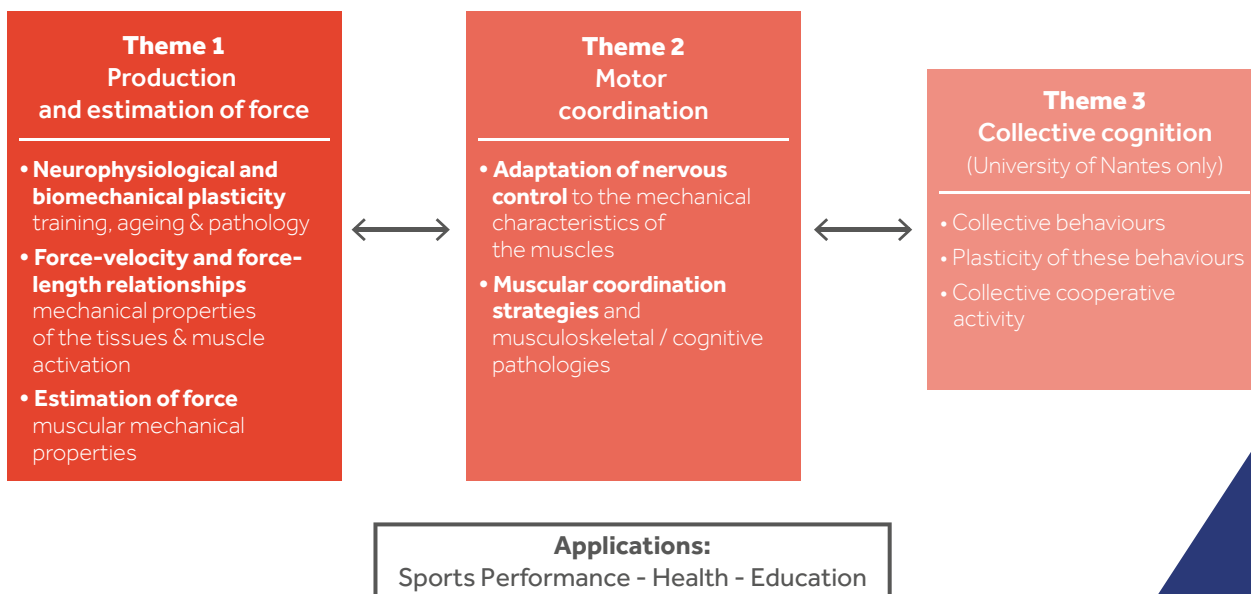 Theme 1
Production
and estimation of force
• Neurophysiological and
biomechanical plasticity
training, ageing & pathology
• Force-velocity and force-
length relationships
mechanical properties
of the tissues & muscle
activation
• Estimation of force
muscular mechanical
properties
Theme 2
Motor
coordination
• Adaptation of nervous
control to the mechanical
characteristics of
the muscles
• Muscular coordination
strategies and
musculoskeletal / cognitive
pathologies
Theme 3
Collective cognition
(University of Nantes only)
• Collective behaviours
• Plasticity of these behaviours
• Collective cooperative
activity
Applications:
Sports Performance - Health - Education